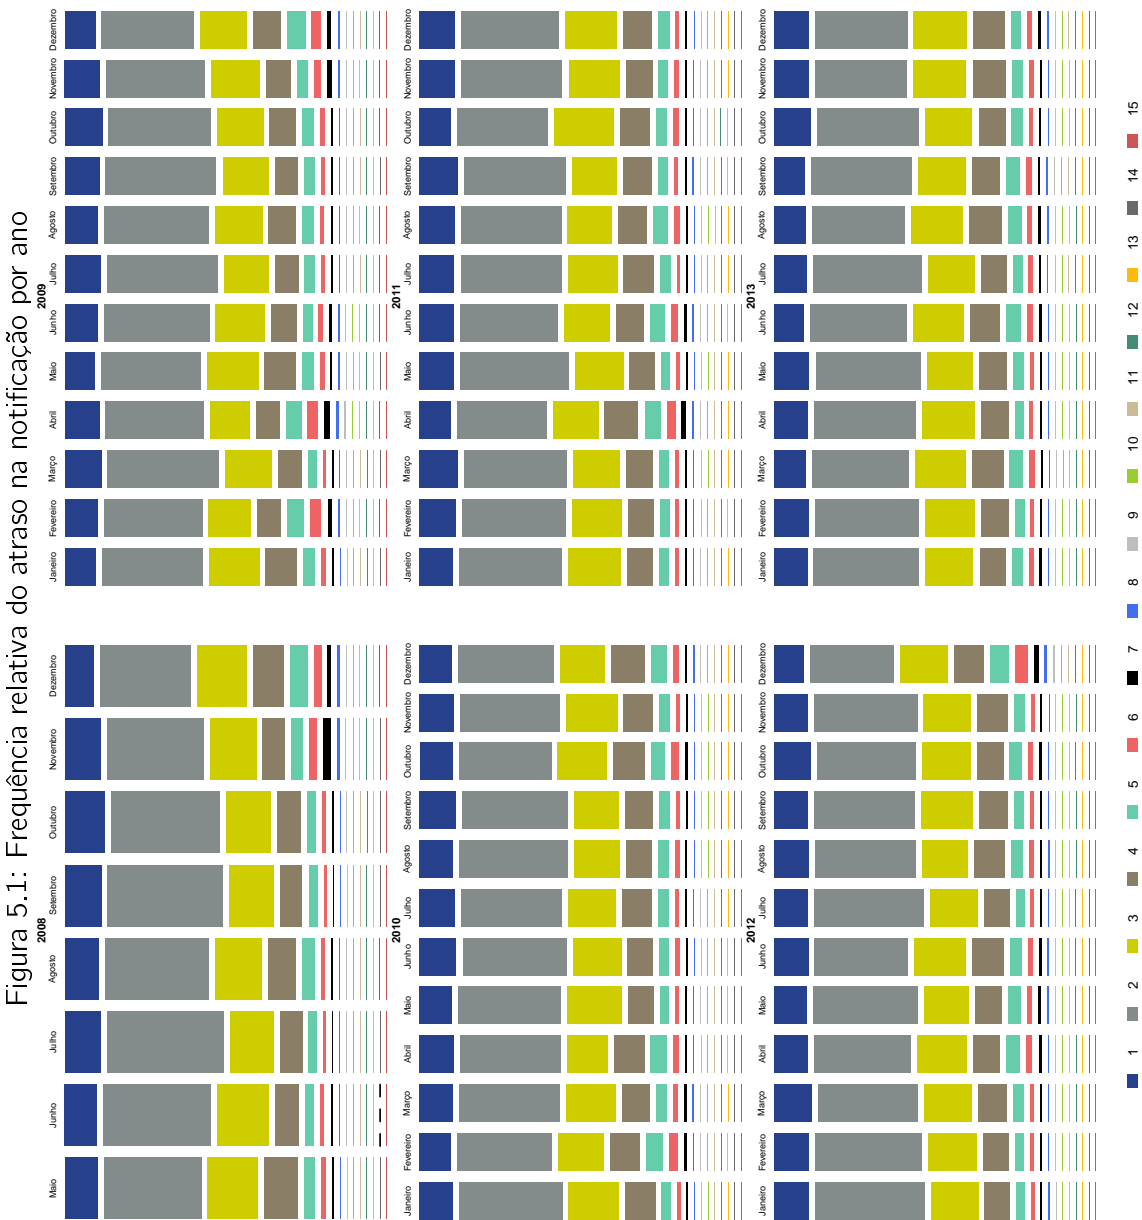 Figura 5.1: Frequência relativa do atraso na notificação por ano
2008
Maio Junho Julho Agosto Setembro Outubro Novembro Dezembro
2009
Janeiro Fevereiro Março Abril Maio Junho Julho Agosto Setembro Outubro Novembro Dezembro
2010
Janeiro Fevereiro Março Abril Maio Junho Julho Agosto Setembro Outubro Novembro Dezembro
2011
Janeiro Fevereiro Março Abril Maio Junho Julho Agosto Setembro Outubro Novembro Dezembro
2012
Janeiro Fevereiro Março Abril Maio Junho Julho Agosto Setembro Outubro Novembro Dezembro
2013
Janeiro Fevereiro Março Abril Maio Junho Julho Agosto Setembro Outubro Novembro Dezembro
1 2 3 4 5 6 7 8 9 10 11 12 13 14 15